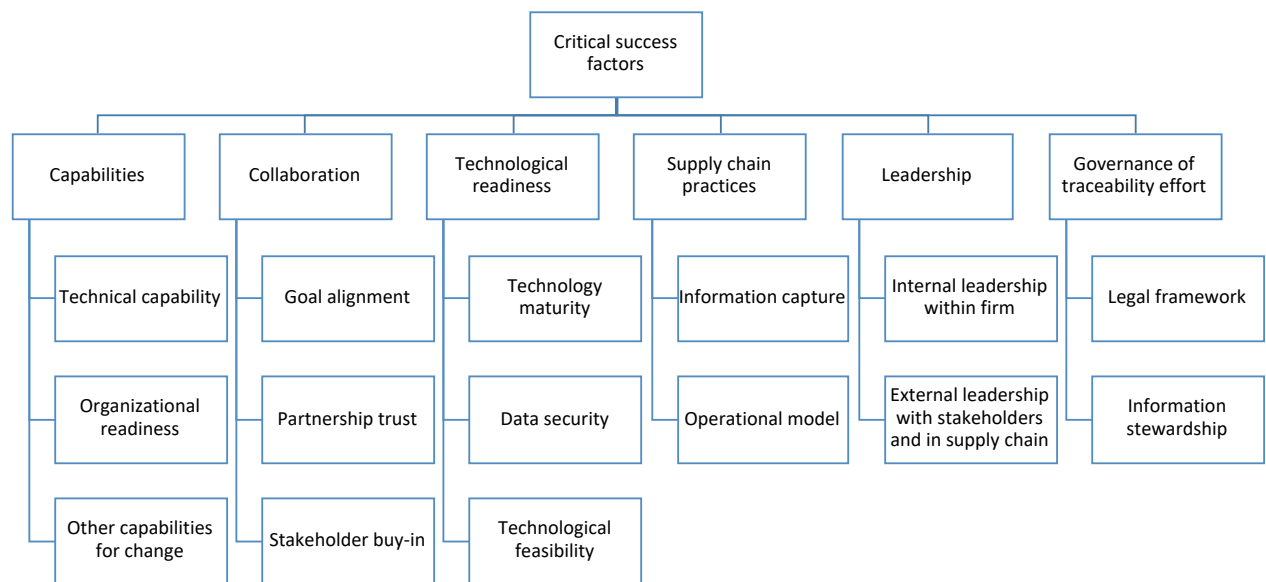 Critical success
factors
Capabilities
Collaboration
Technological
readiness
Supply chain
practices
Leadership
Governance of
traceability effort
Technical capability
Goal alignment
Technology
maturity
Information capture
Internal leadership
within firm
Legal framework
Organizational
readiness
Partnership trust
Data security
Operational model
External leadership
with stakeholders
and in supply chain
Information
stewardship
Other capabilities
for change
Stakeholder buy-in
Technological
feasibility